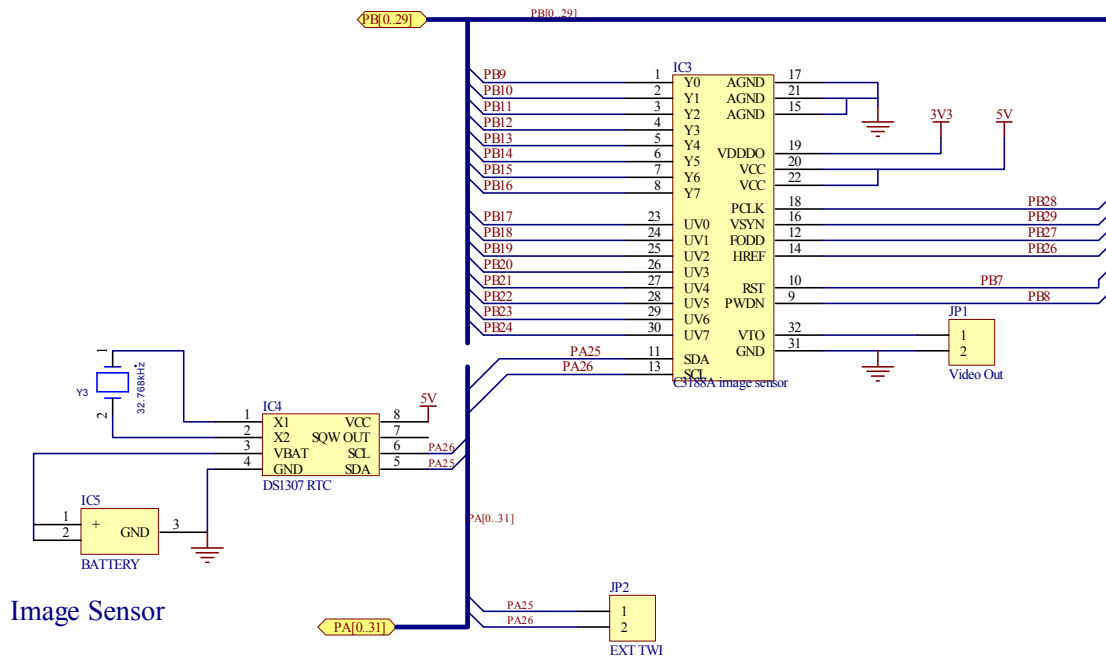 PB[0..29] PB[0..29]
IC3
PB9 1 Y0 AGND 17
PB10 2 Y1 AGND 21
PB11 3 Y2 AGND 15
PB12 4 Y3
3V3 5V
PB13 5 Y4
PB14 6 Y5 VDDDO 19
PB15 7 Y6 VCC 20
PB16 8 Y7 VCC 22
PCLK 18 PB28
PB17 23 UV0 VSYN 16 PB29
PB18 24 UV1 FODD 12 PB27
PB19 25 UV2 HREF 14 PB26
PB20 26 UV3
PB21 27 UV4 RST 10 PB7
PB22 28 UV5 PWDN 9 PB8
PB23 29 UV6
JP1
PB24 30 UV7 VTO 32 1
GND 31 2
PA25 11 SDA
PA26 13 SCL
C3188A image sensor
Video Out
1
Y3
32.768kHz
2
IC4
5V
1 X1 VCC 8
2 X2 SQW OUT 7
3 VBAT SCL 6 PA26
4 GND SDA 5 PA25
DS1307 RTC
IC5
1 + GND 3
2
BATTERY
PA[0..31]
Image Sensor
JP2
PA25 1
PA26 2
PA[0..31]
EXT TWI